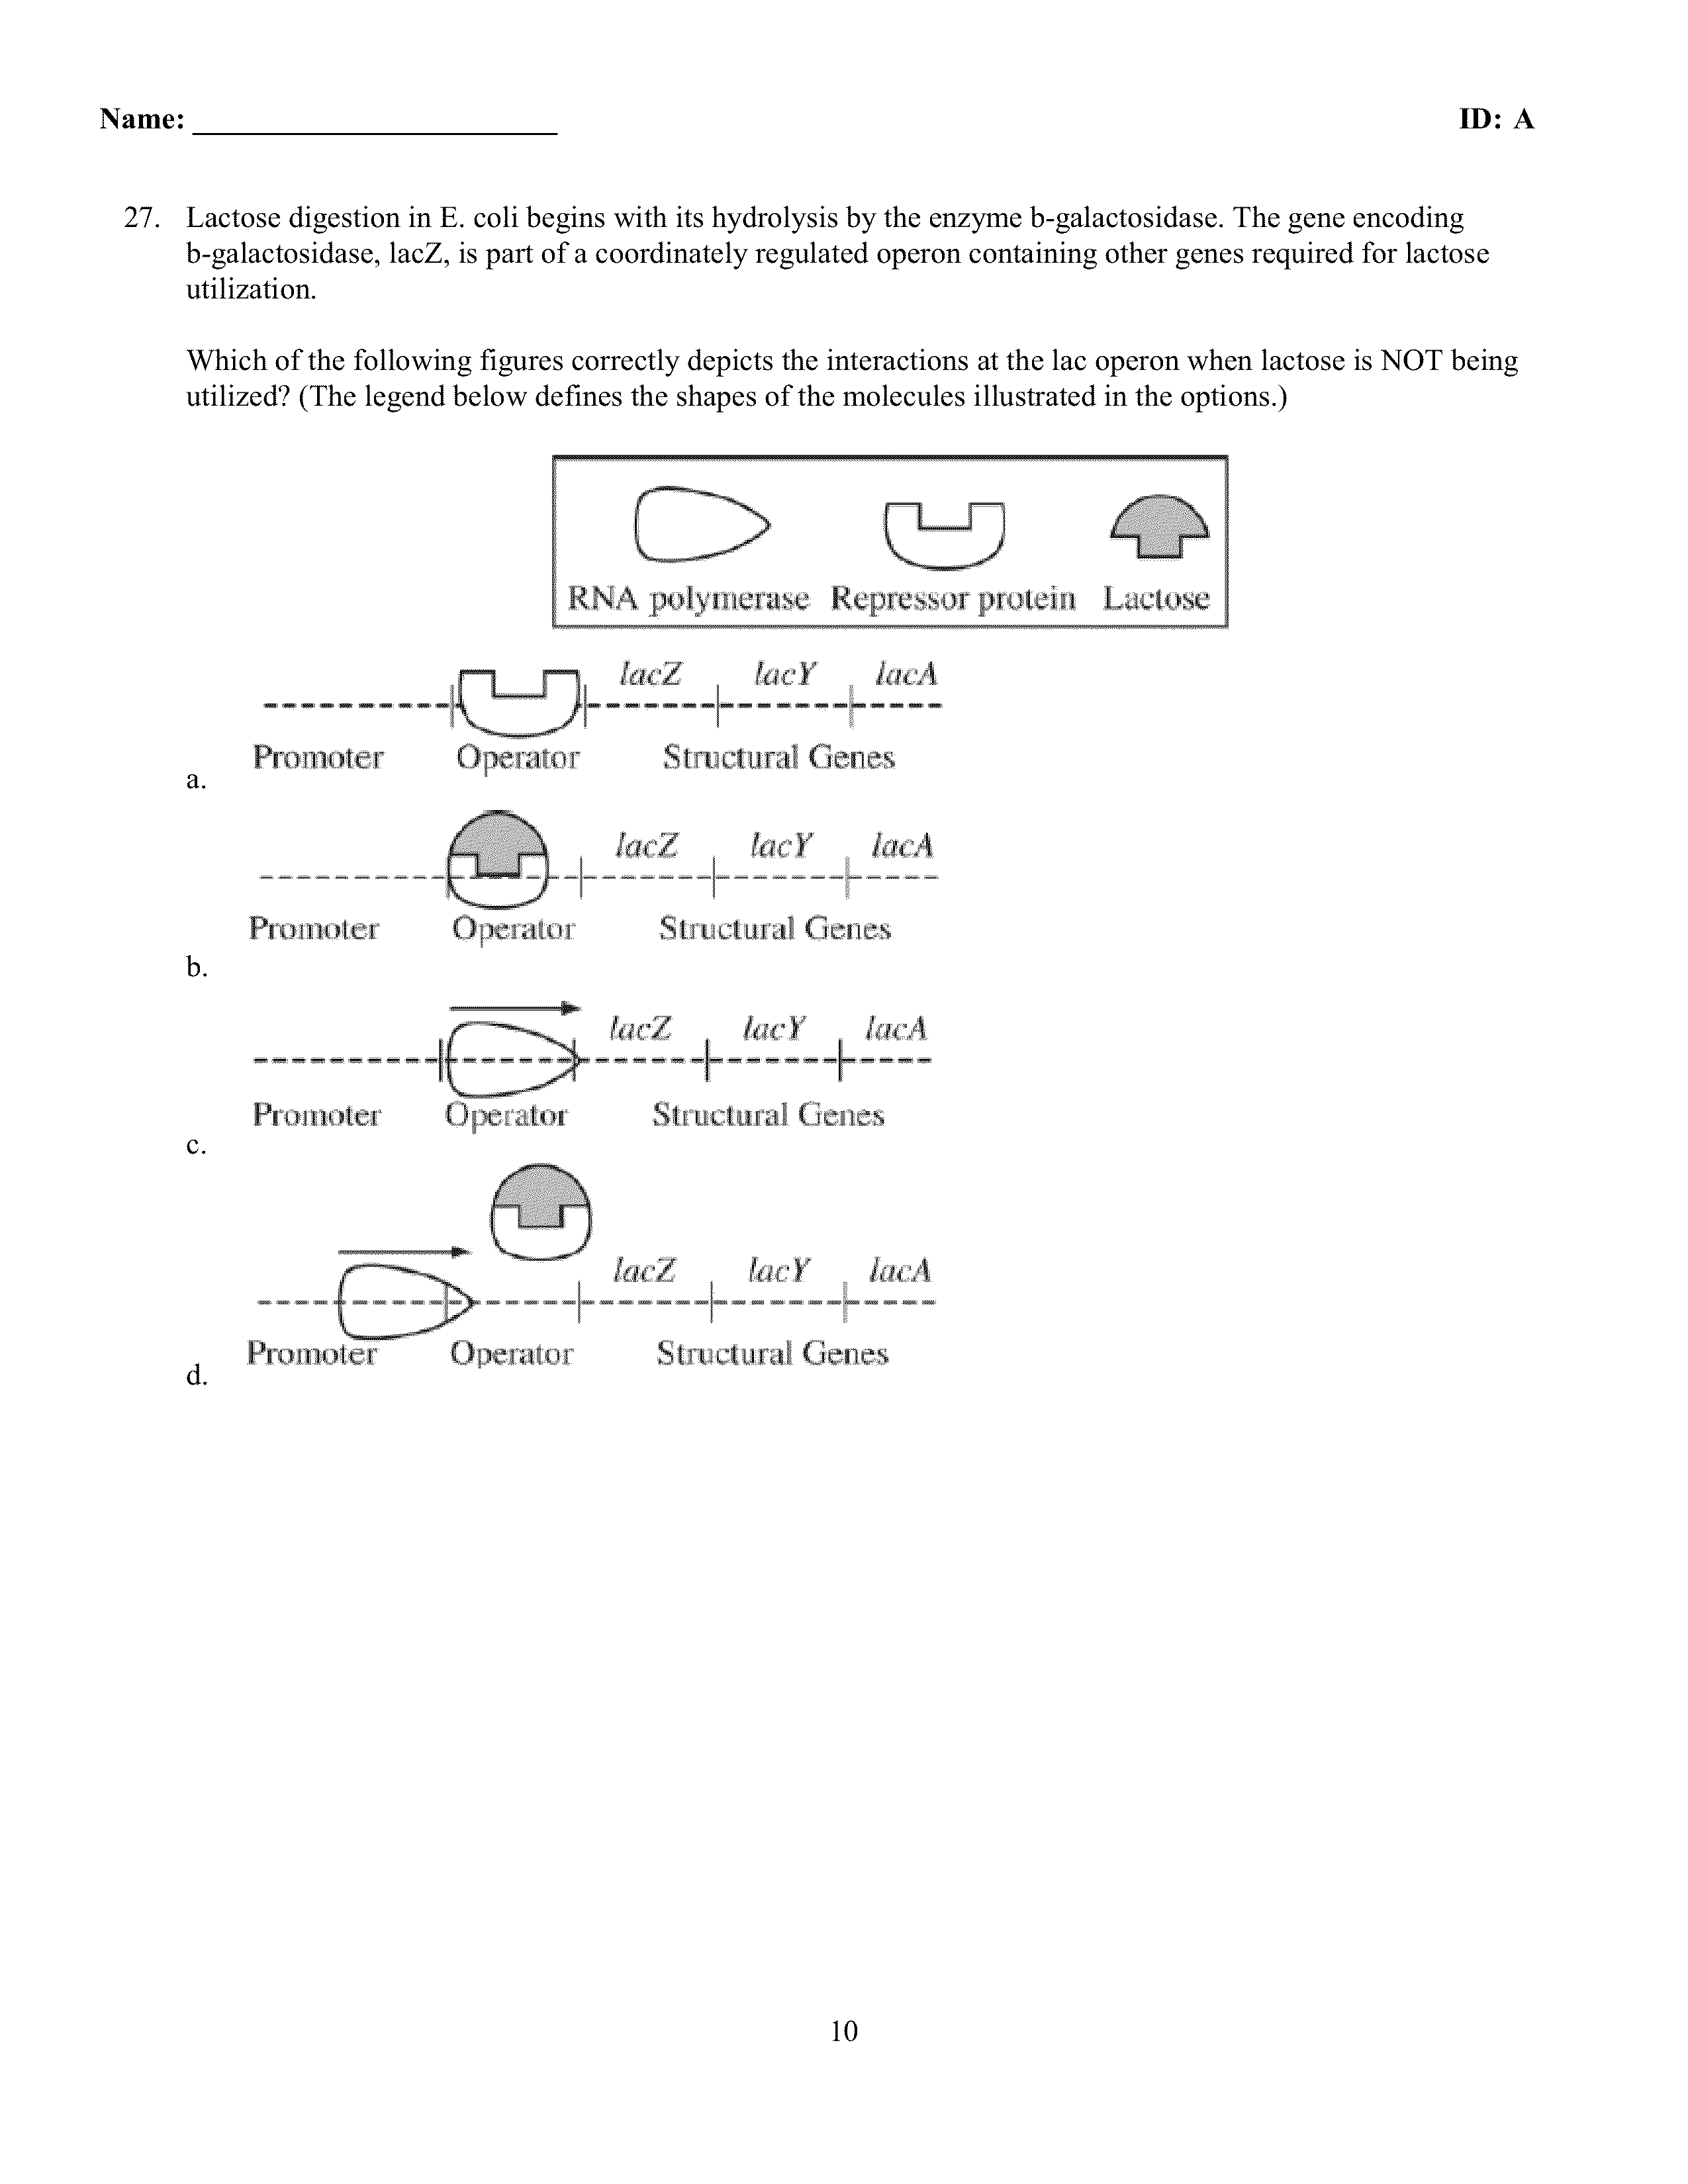 Name: ID: A
27. Lactose digestion in E. coli begins with its hydrolysis by the enzyme b-galactosidase. The gene encoding
b-galactosidase, lacZ, is part of a coordinately regulated operon containing other genes required for lactose
utilization.
Which of the following figures correctly depicts the interactions at the lac operon when lactose is NOT being
utilized? (The legend below defines the shapes of the molecules illustrated in the options.)
RNA polymerase Repressor protein Lactose
lacZ lacY lacA
Promoter Operator Structural Genes
a.
lacZ lacY lacA
Promoter Operator Structural Genes
b.
lacZ lacY lacA
Promoter Operator Structural Genes
c.
lacZ lacY lacA
Promoter Operator Structural Genes
d.
10